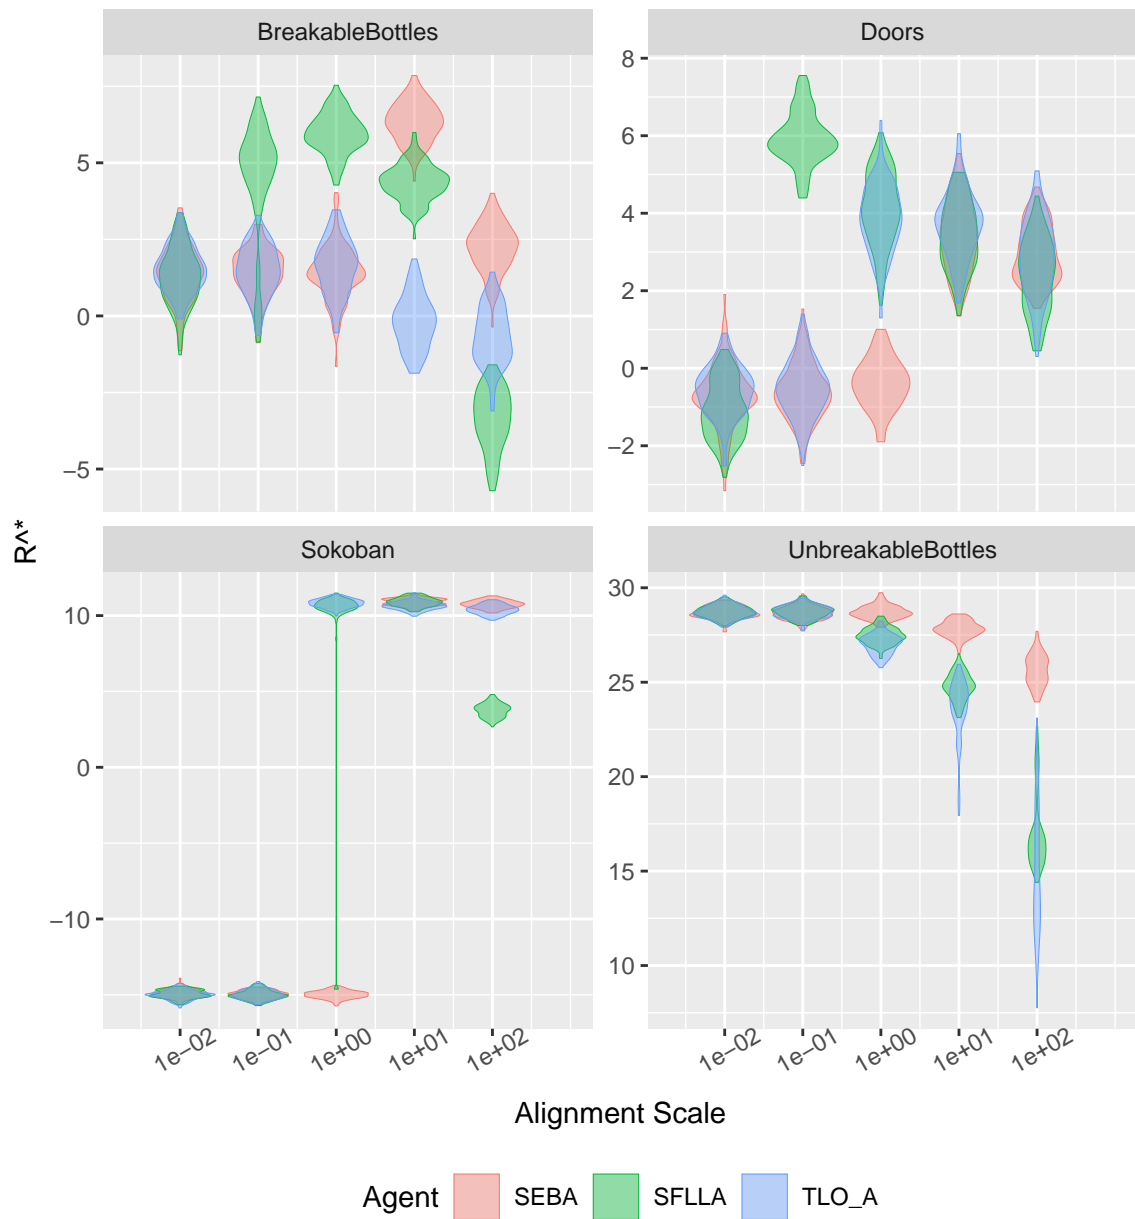 BreakableBottles
Doors
5
0
−5
8
6
4
2
0
−2
R^*
Sokoban
UnbreakableBottles
10
0
−10
30
25
20
15
10
1e−02 1e−01 1e+00 1e+01 1e+02
1e−02 1e−01 1e+00 1e+01 1e+02
Alignment Scale
Agent SEBA SFLLA TLO_A